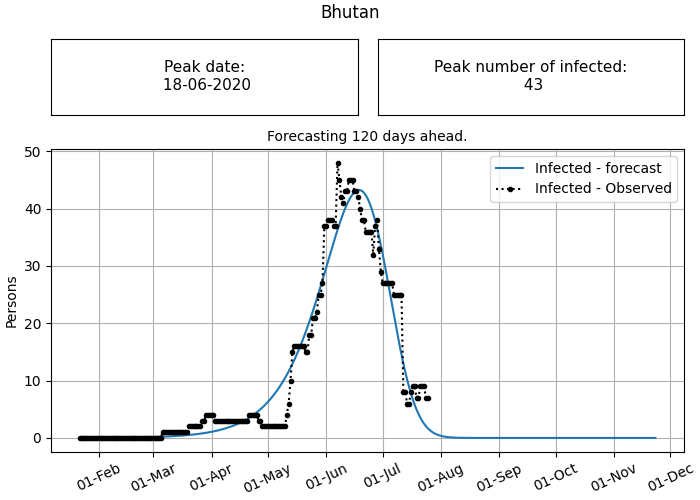 Bhutan
Peak date:
18-06-2020
Peak number of infected:
43
Forecasting 120 days ahead.
Persons
50
40
30
20
10
0
Infected - forecast
Infected - Observed
01-Feb
01-Mar
01-Apr
01-May
01-Jun
01-Jul
01-Aug
01-Sep
01-Oct
01-Nov
01-Dec